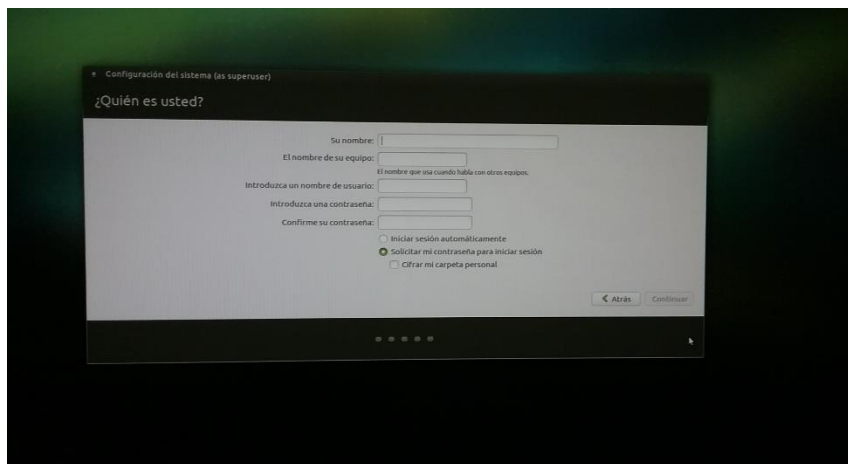 Configuración del sistema (as superuser)
¿Quién es usted?
Su nombre:
El nombre de su equipo:
El nombre que usa cuando habla con otros equipos.
Introduzca un nombre de usuario:
Introduzca una contraseña:
Confirme su contraseña:
Iniciar sesión automáticamente
Solicitar mi contraseña para iniciar sesión
Cifrar mi carpeta personal
Atrás Continuar